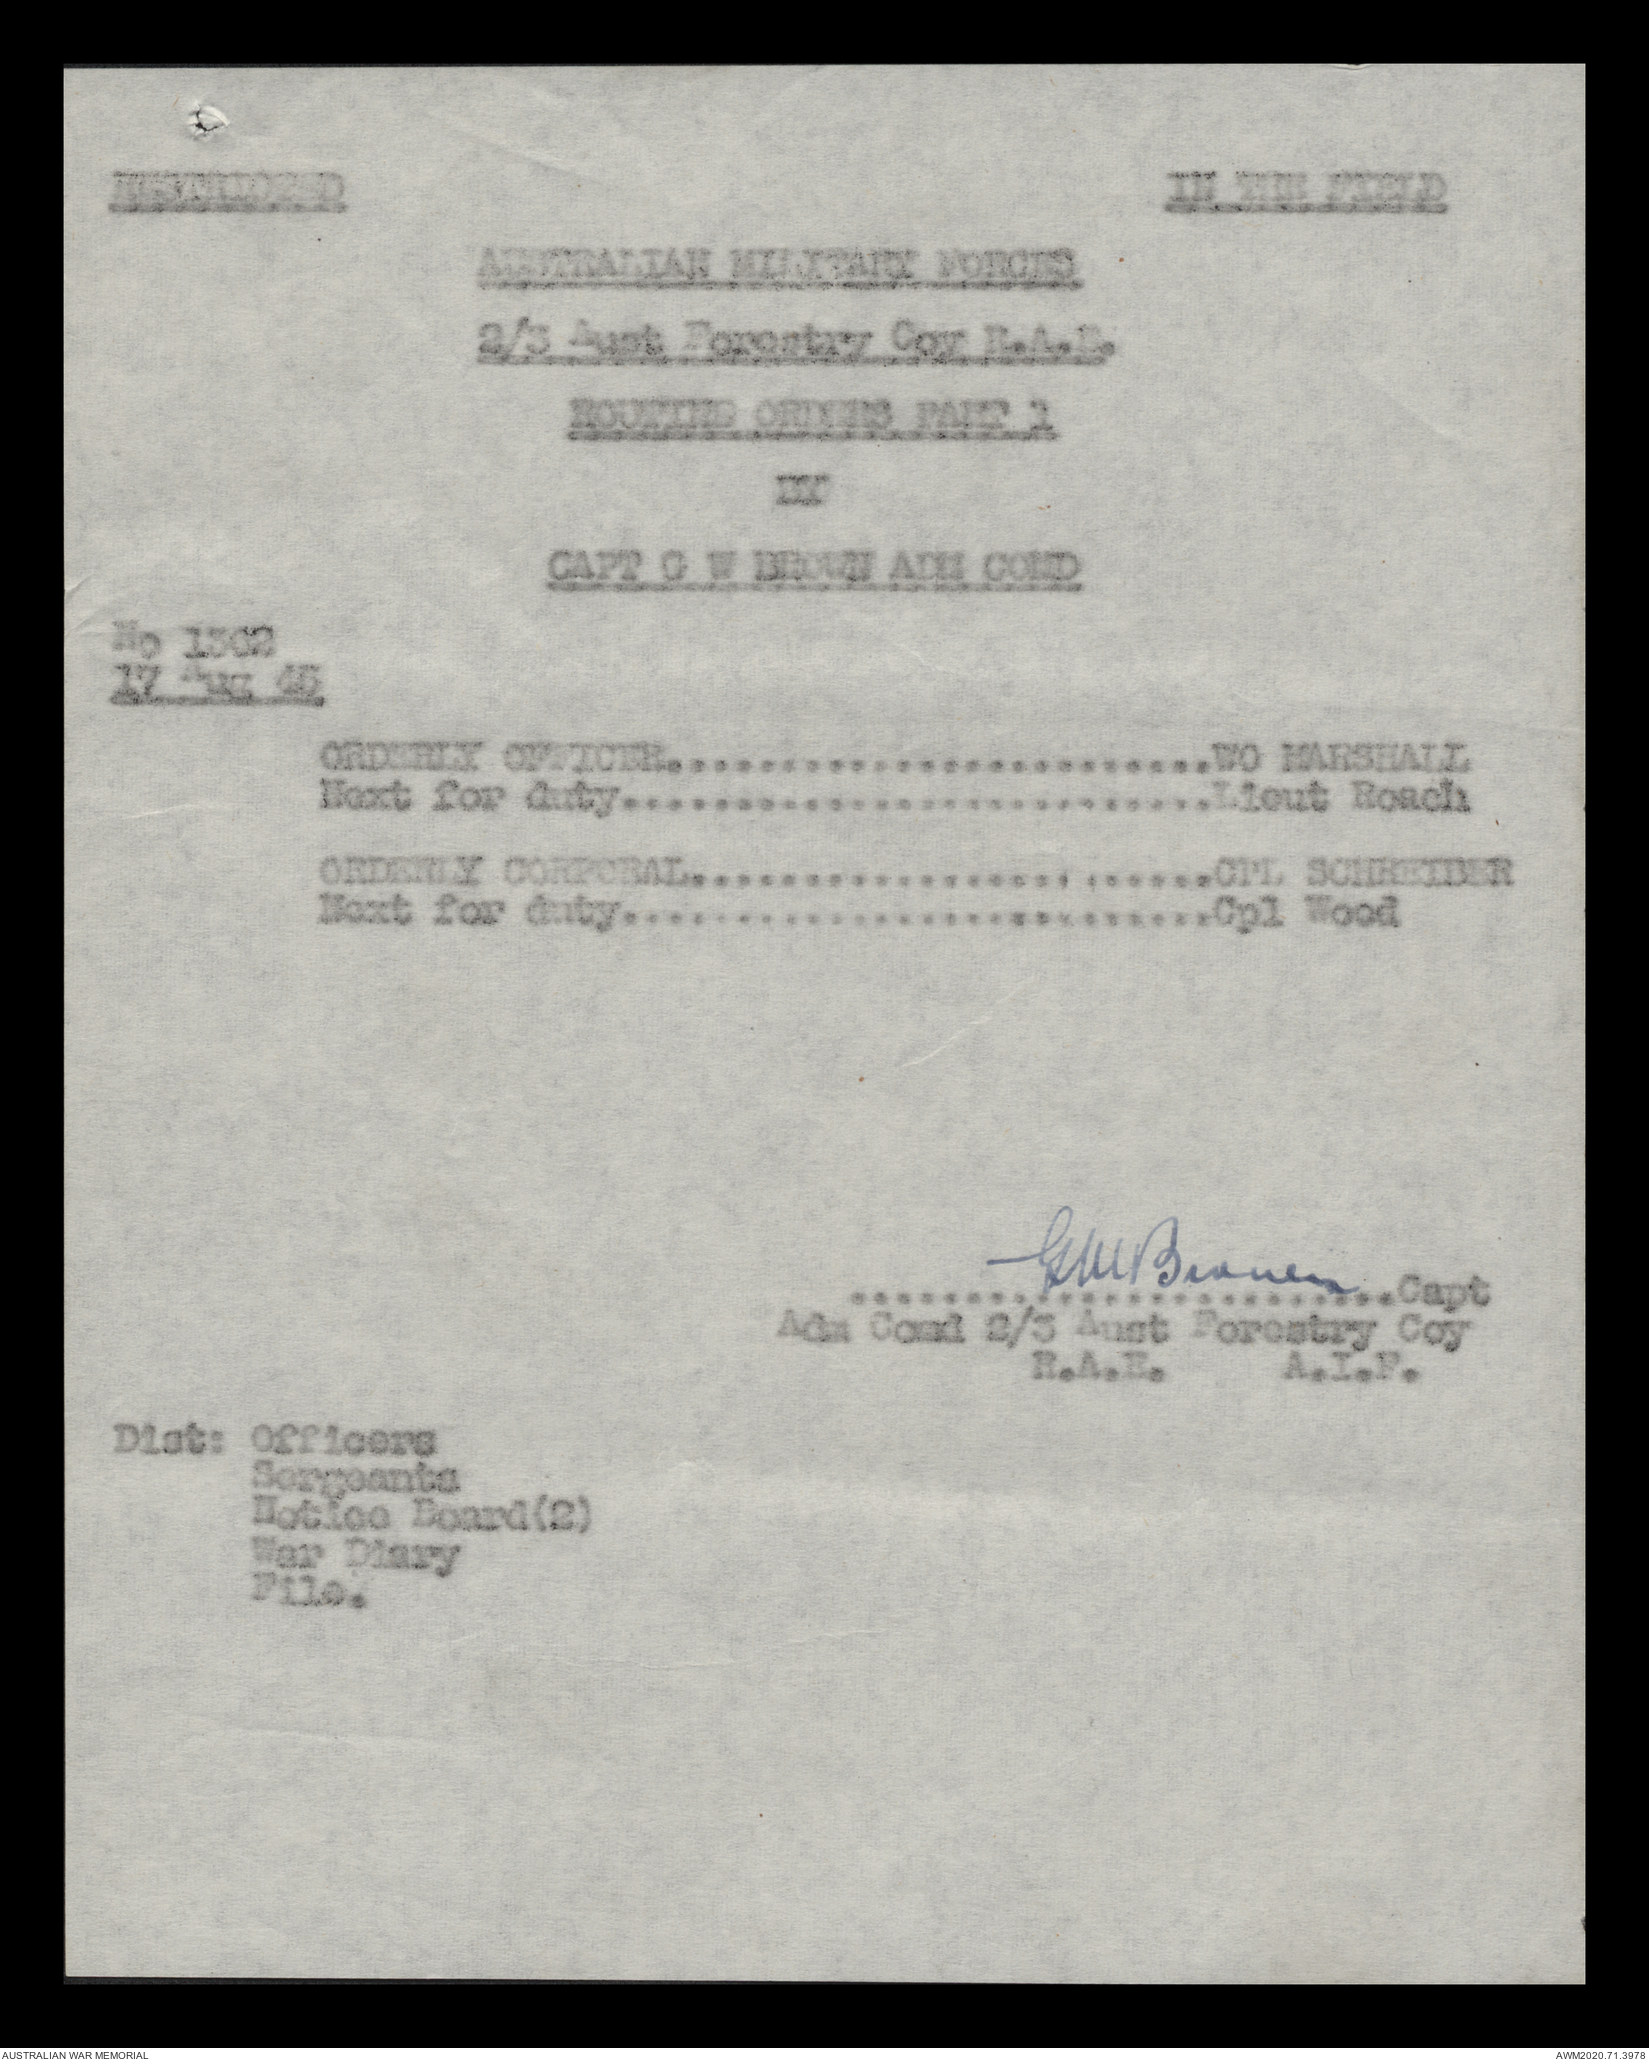 RESTRICTED IN THE FIELD
AUSTRALIAN MILITARY FORCES
2/3 Aust Forestry Coy R.A.E.
ROUTINE ORDERS PART 1
BY
CAPT G W BROWN ADM COMD
No 1362
17 Aug 45
ORDERLY OFFICER........................WO MARSHALL
Next for duty..........................Lieut Roach
ORDERLY CORPORAL.......................CPL SCHREIBER
Next for duty..........................Cpl Wood
GWBrown
........................Capt
Adm Comd 2/3 Aust Forestry Coy
R.A.E. A.I.F.
Dist: Officers
Sergeants
Notice Board(2)
War Diary
File.
AUSTRALIAN WAR MEMORIAL AWM2020.71.3978